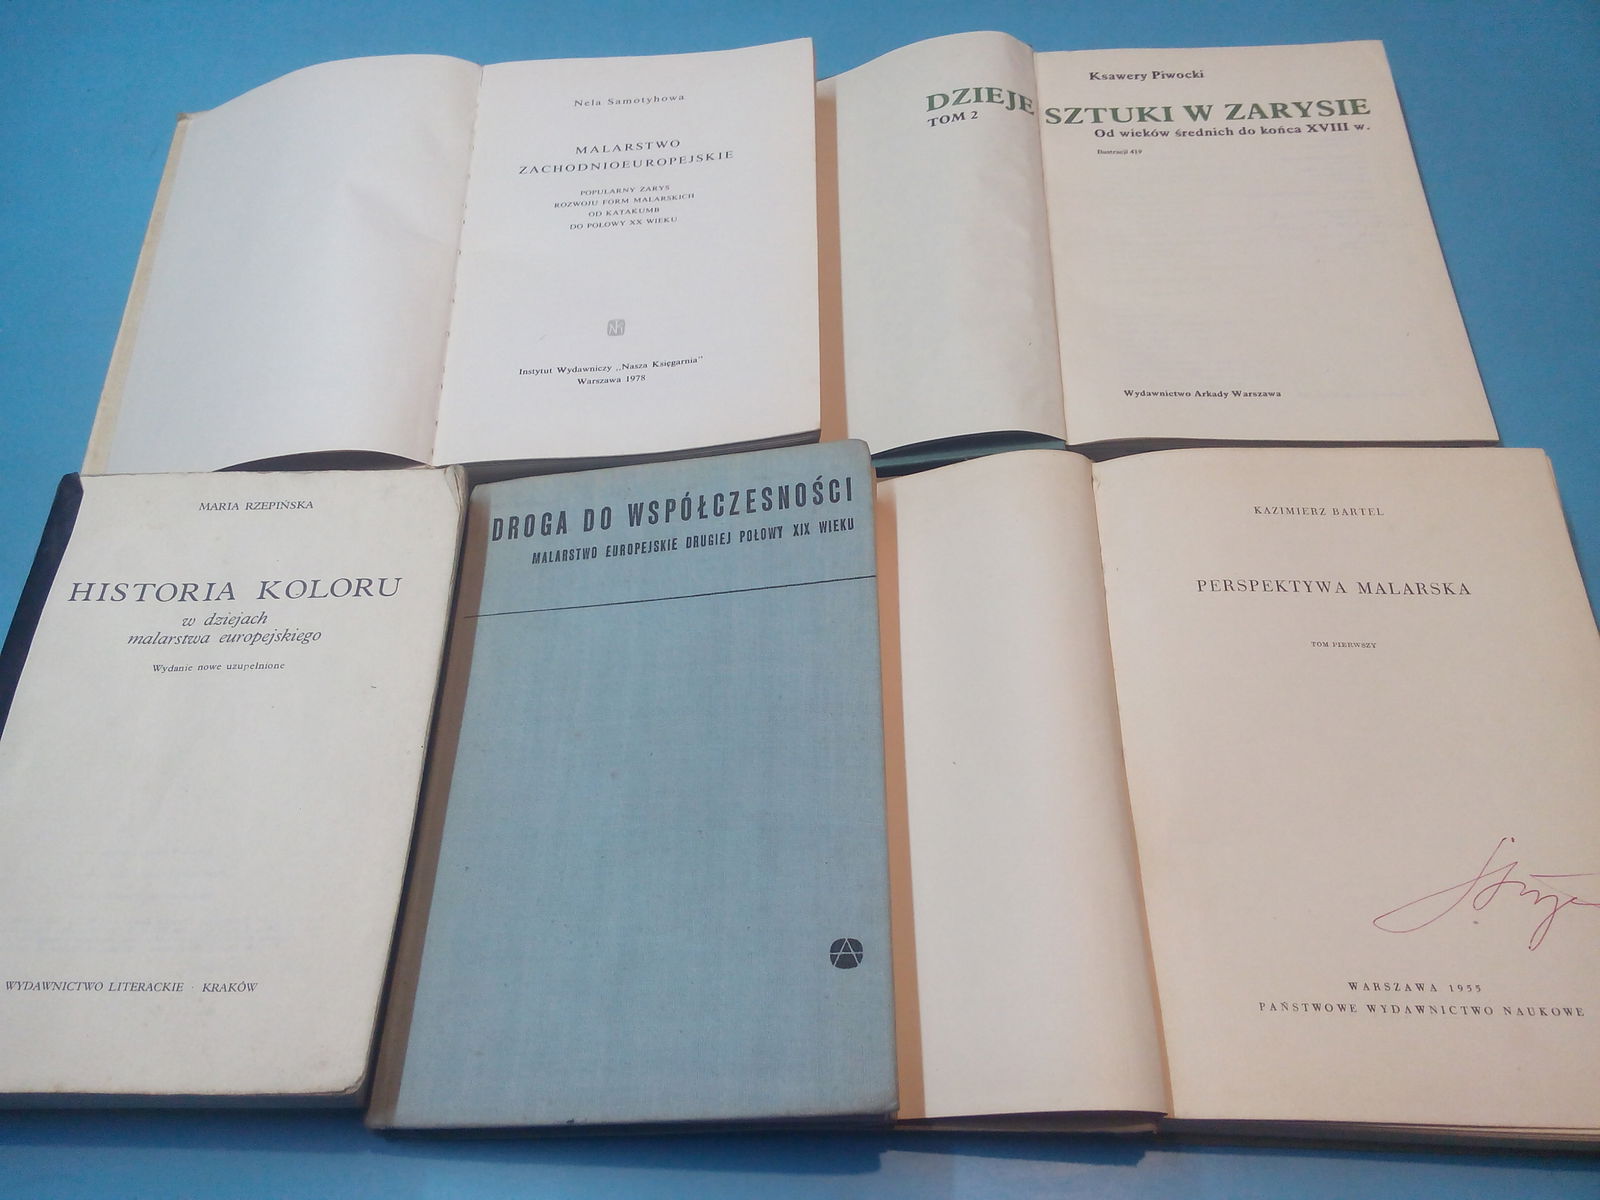 Nela Samotyhowa
MALARSTWO
ZACHODNIOEUROPEJSKIE
POPULARNY ZARYS
ROZWOJU FORM MALARSKICH
OD KATAKUMB
DO POŁOWY XX WIEKU
Instytut Wydawniczy „Nasza Księgarnia"
Warszawa 1978
Ksawery Piwocki
DZIEJE SZTUKI W ZARYSIE
TOM 2
Od wieków średnich do końca XVIII w.
Ilustracji 419
Wydawnictwo Arkady Warszawa
MARIA RZEPIŃSKA
HISTORIA KOLORU
w dziejach
malarstwa europejskiego
Wydanie nowe uzupełnione
WYDAWNICTWO LITERACKIE · KRAKÓW
DROGA DO WSPÓŁCZESNOŚCI
MALARSTWO EUROPEJSKIE DRUGIEJ POŁOWY XIX WIEKU
KAZIMIERZ BARTEL
PERSPEKTYWA MALARSKA
TOM PIERWSZY
WARSZAWA 1955
PAŃSTWOWE WYDAWNICTWO NAUKOWE